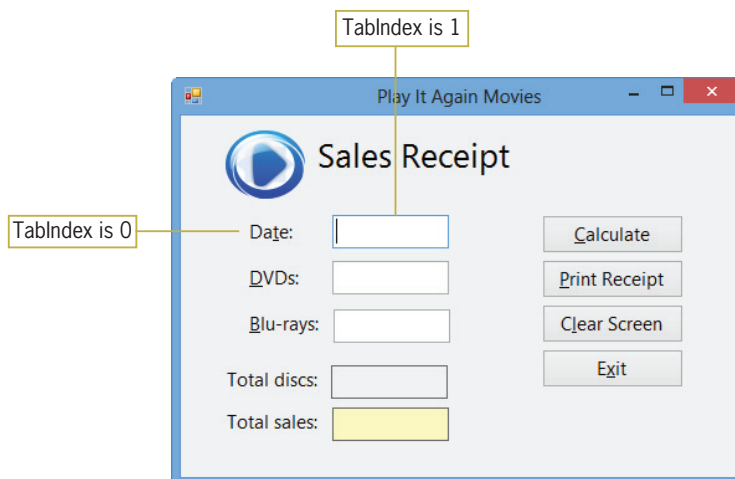 TabIndex is 1
Play It Again Movies
Sales Receipt
TabIndex is 0
Date:
Calculate
DVDs:
Print Receipt
Blu-rays:
Clear Screen
Total discs:
Exit
Total sales: